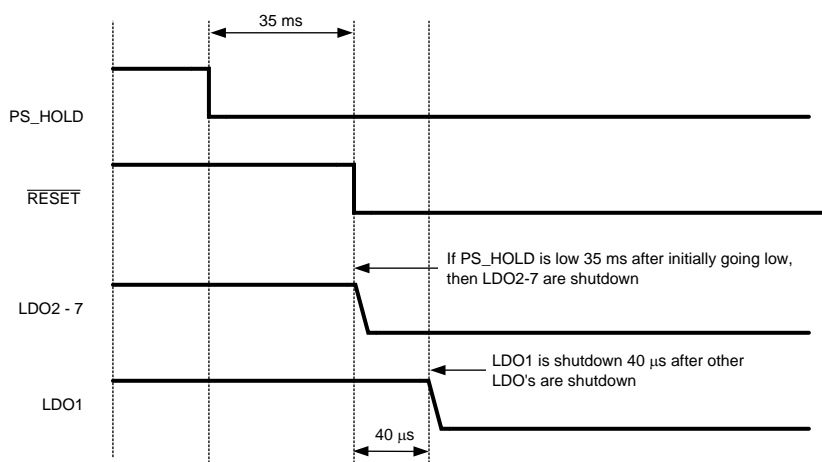 35 ms
PS_HOLD
RESET
If PS_HOLD is low 35 ms after initially going low,
then LDO2-7 are shutdown
LDO2 - 7
LDO1 is shutdown 40 μs after other
LDO's are shutdown
LDO1
40 μs